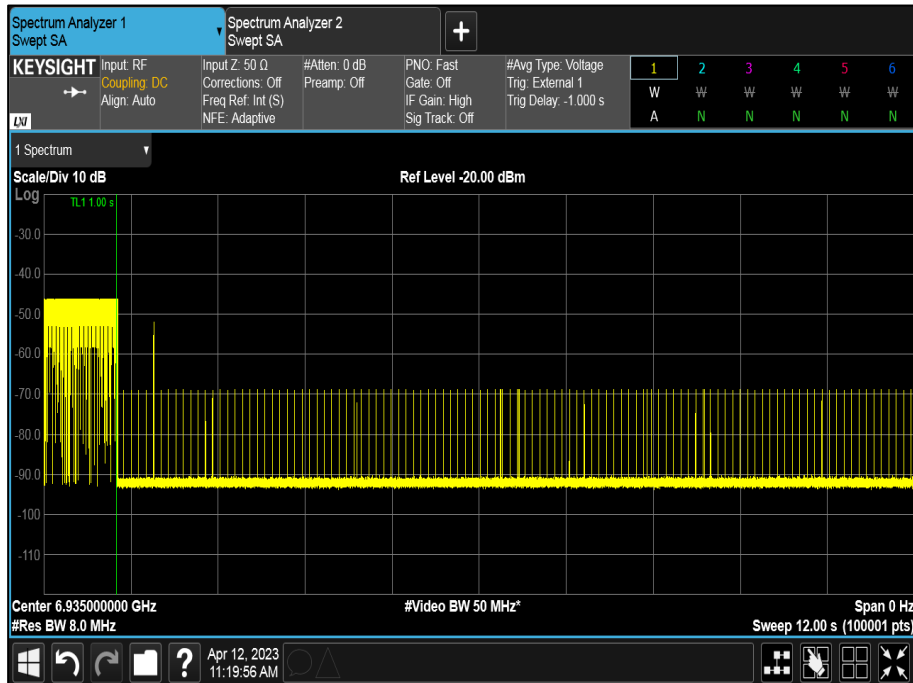 Spectrum Analyzer 1
Swept SA
Spectrum Analyzer 2
Swept SA
+
KEYSIGHT
LXI
Input: RF
Coupling: DC
Align: Auto
Input Z: 50 Ω
Corrections: Off
Freq Ref: Int (S)
NFE: Adaptive
#Atten: 0 dB
Preamp: Off
PNO: Fast
Gate: Off
IF Gain: High
Sig Track: Off
#Avg Type: Voltage
Trig: External 1
Trig Delay: -1.000 s
1 2 3 4 5 6
W W W W W W
A N N N N N
1 Spectrum
Scale/Div 10 dB
Ref Level -20.00 dBm
Log
TL1 1.00 s
-30.0
-40.0
-50.0
-60.0
-70.0
-80.0
-90.0
-100
-110
Center 6.935000000 GHz
#Video BW 50 MHz*
Span 0 Hz
#Res BW 8.0 MHz
Sweep 12.00 s (100001 pts)
?
Apr 12, 2023
11:19:56 AM